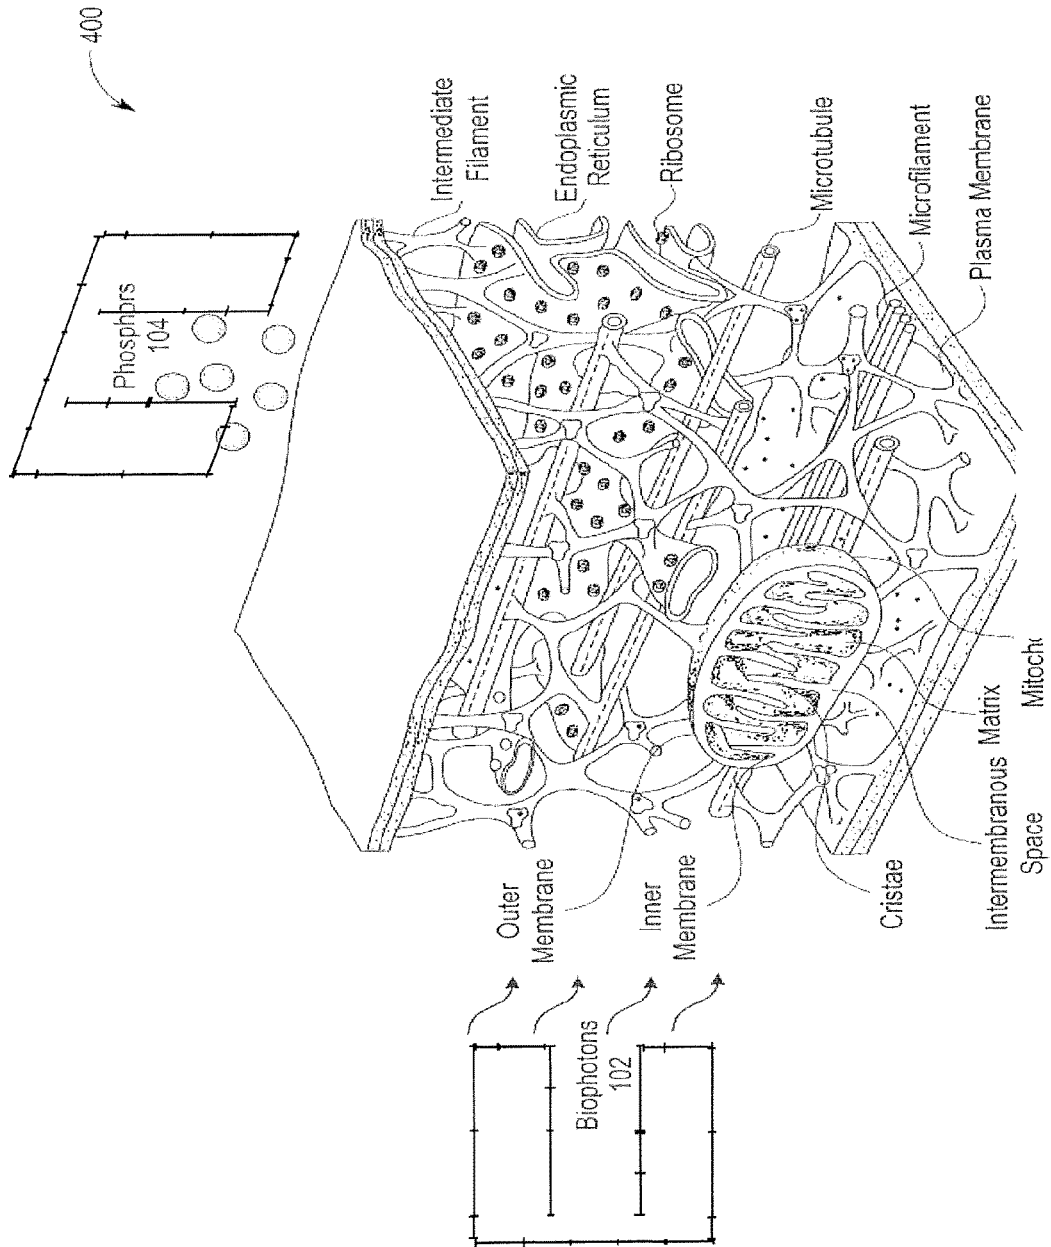 400
Phosphors
104
Intermediate
Filament
Endoplasmic
Reticulum
Ribosome
Microtubule
Microfilament
Plasma Membrane
Outer
Membrane
Inner
Membrane
Biophotons
102
Cristae
Intermembranous
Space
Matrix
Mitoch